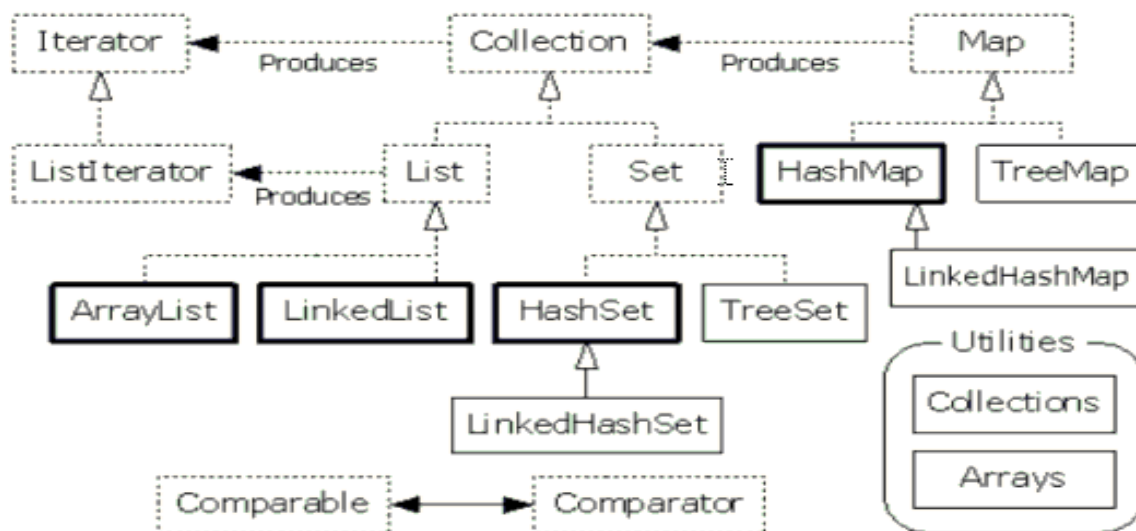 Iterator
Produces
Collection
Produces
Map
ListIterator
Produces
List
Set
HashMap
TreeMap
LinkedHashMap
ArrayList
LinkedList
HashSet
TreeSet
Utilities
Collections
LinkedHashSet
Arrays
Comparable
Comparator